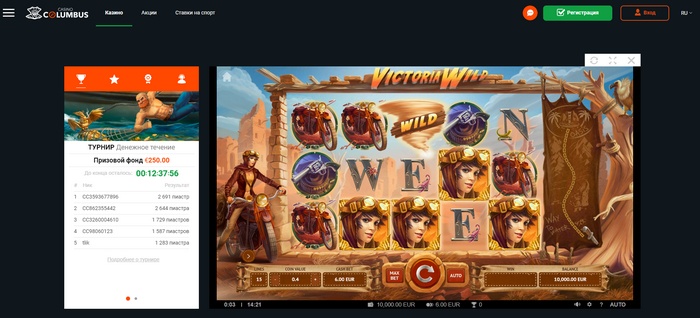 CASINO
COLUMBUS
Казино
Акции
Ставки на спорт
Регистрация
Вход
RU
ТУРНИР Денежное течение
Призовой фонд €250.00
До конца осталось: 00:12:37:56
# Ник Результат
1 CC3593677896 2 691 пиастр
2 CC862355442 2 644 пиастра
3 CC3260004610 1 729 пиастров
4 CC98060123 1 587 пиастров
5 tlik 1 283 пиастр
Подробнее о турнире
VICTORIA WILD
WILD
N
W E
F
LINES
15
COIN VALUE
- 0.4 +
CASH BET
6.00 EUR
MAX BET
AUTO
WIN
BALANCE
10,000.00 EUR
0:03 | 14:21
10,000.00 EUR
6.00 EUR
0
? AUTO